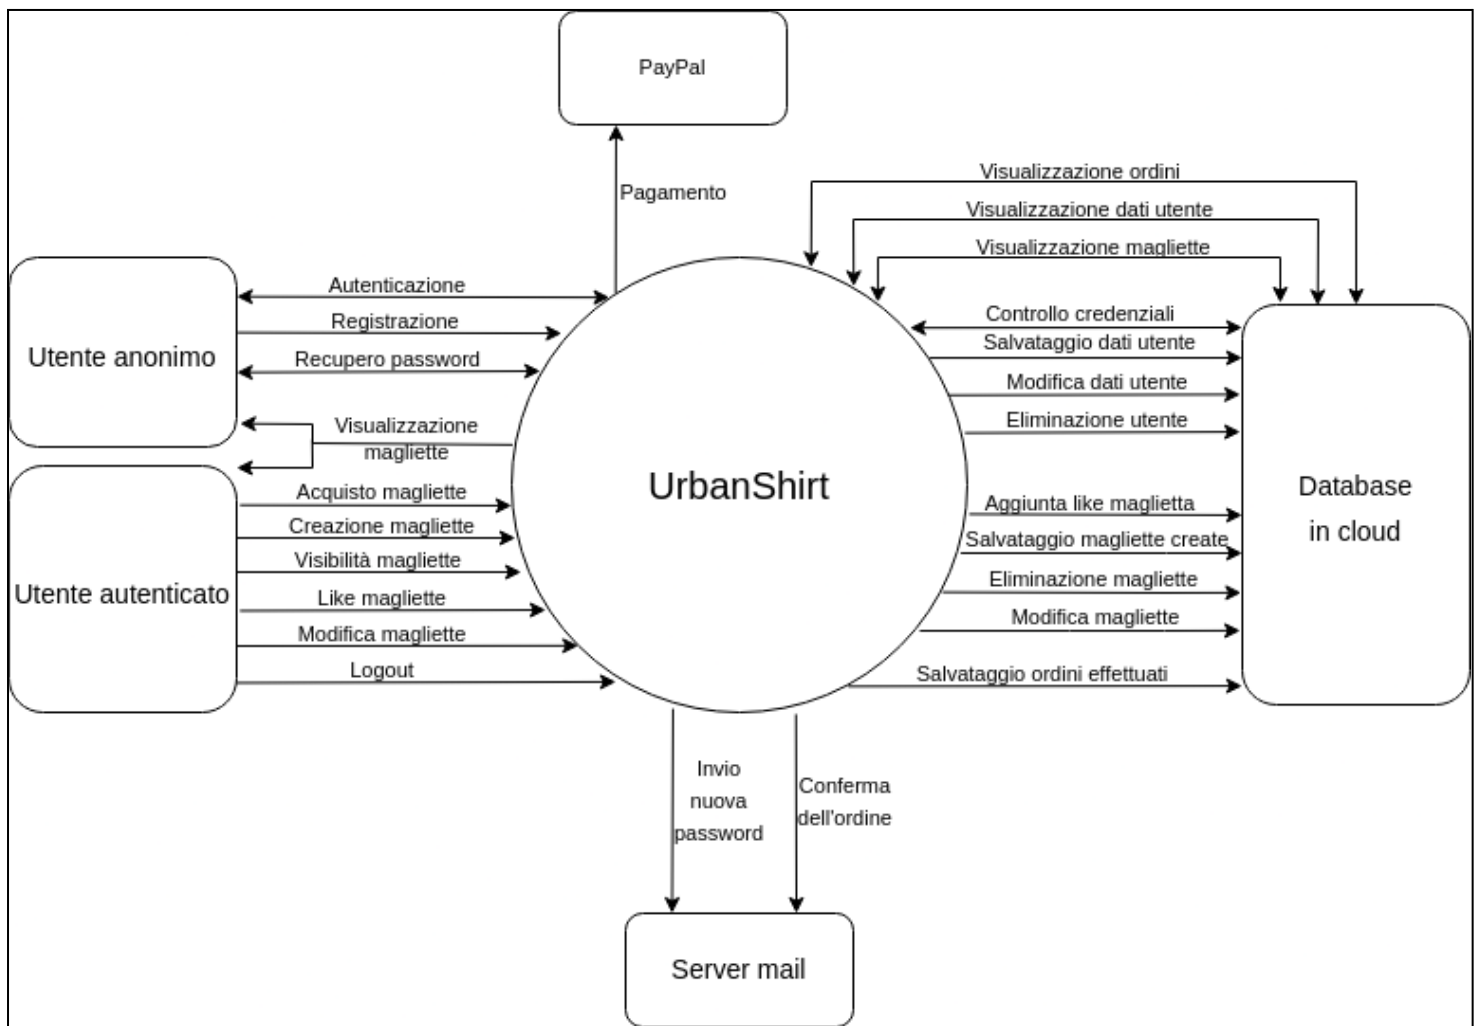 PayPal
Pagamento
Visualizzazione ordini
Visualizzazione dati utente
Visualizzazione magliette
Utente anonimo
Autenticazione
Registrazione
Recupero password
Visualizzazione
magliette
Utente autenticato
Acquisto magliette
Creazione magliette
Visibilità magliette
Like magliette
Modifica magliette
Logout
UrbanShirt
Controllo credenziali
Salvataggio dati utente
Modifica dati utente
Eliminazione utente
Aggiunta like maglietta
Salvataggio magliette create
Eliminazione magliette
Modifica magliette
Salvataggio ordini effettuati
Database
in cloud
Invio
nuova
password
Conferma
dell'ordine
Server mail